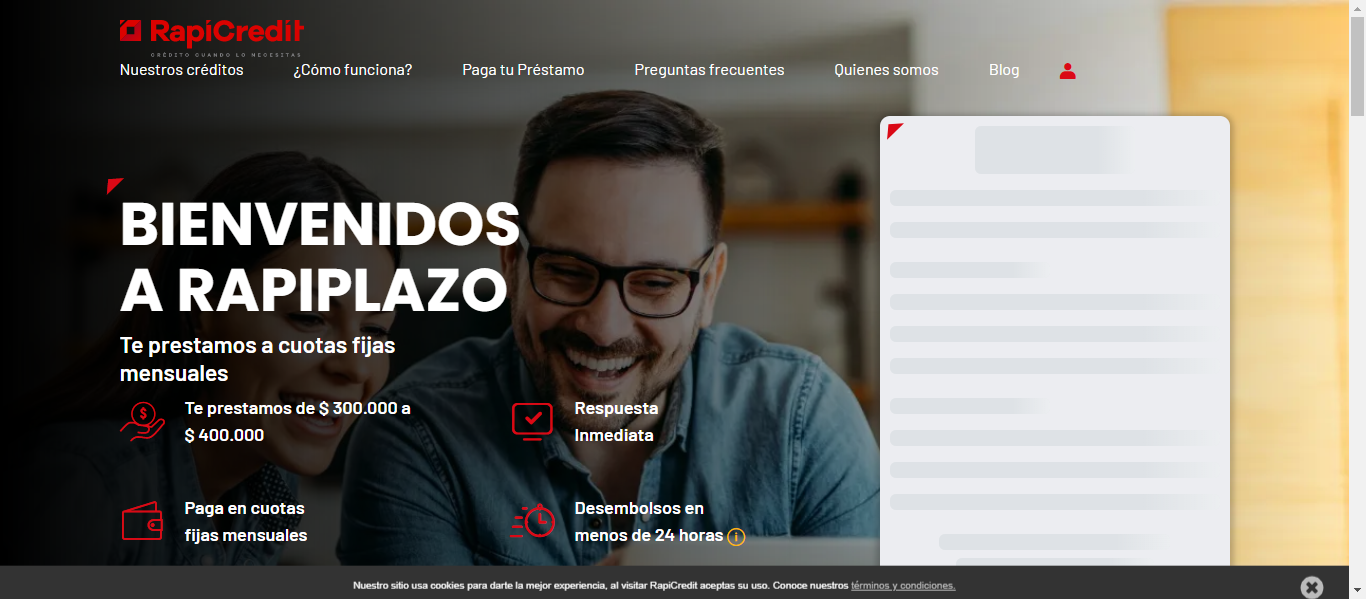 RapiCredit
CRÉDITO CUANDO LO NECESITAS
Nuestros créditos
¿Cómo funciona?
Paga tu Préstamo
Preguntas frecuentes
Quienes somos
Blog
BIENVENIDOS
A RAPIPLAZO
Te prestamos a cuotas fijas
mensuales
Te prestamos de $ 300.000 a
$ 400.000
Respuesta
Inmediata
Paga en cuotas
fijas mensuales
Desembolsos en
menos de 24 horas
Nuestro sitio usa cookies para darte la mejor experiencia, al visitar RapiCredit aceptas su uso. Conoce nuestros términos y condiciones.